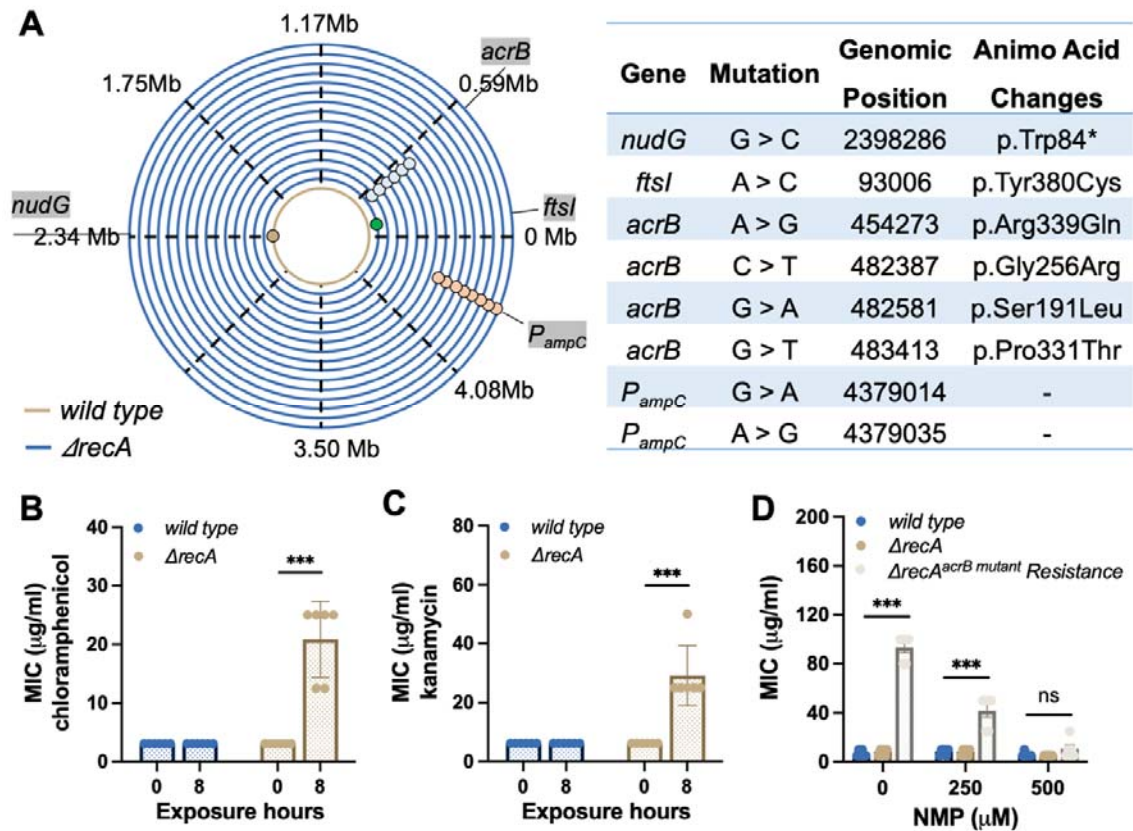 A
1.17Mb
acrB
0.59Mb
1.75Mb
nudG
2.34 Mb
ftsI
0 Mb
P_ampC
4.08Mb
3.50 Mb
wild type
ΔrecA
Gene Mutation Genomic Position Animo Acid Changes
nudG G > C 2398286 p.Trp84*
ftsI A > C 93006 p.Tyr380Cys
acrB A > G 454273 p.Arg339Gln
acrB C > T 482387 p.Gly256Arg
acrB G > A 482581 p.Ser191Leu
acrB G > T 483413 p.Pro331Thr
P_ampC G > A 4379014 -
P_ampC A > G 4379035 -
B
wild type
ΔrecA
MIC (μg/ml)
chloramphenicol
40
30
20
10
0
***
0 8 0 8
Exposure hours
C
wild type
ΔrecA
MIC (μg/ml)
kanamycin
80
60
40
20
0
***
0 8 0 8
Exposure hours
D
wild type
ΔrecA
ΔrecA^acrB mutant Resistance
MIC (μg/ml)
200
160
120
80
40
0
***
***
ns
0 250 500
NMP (μM)